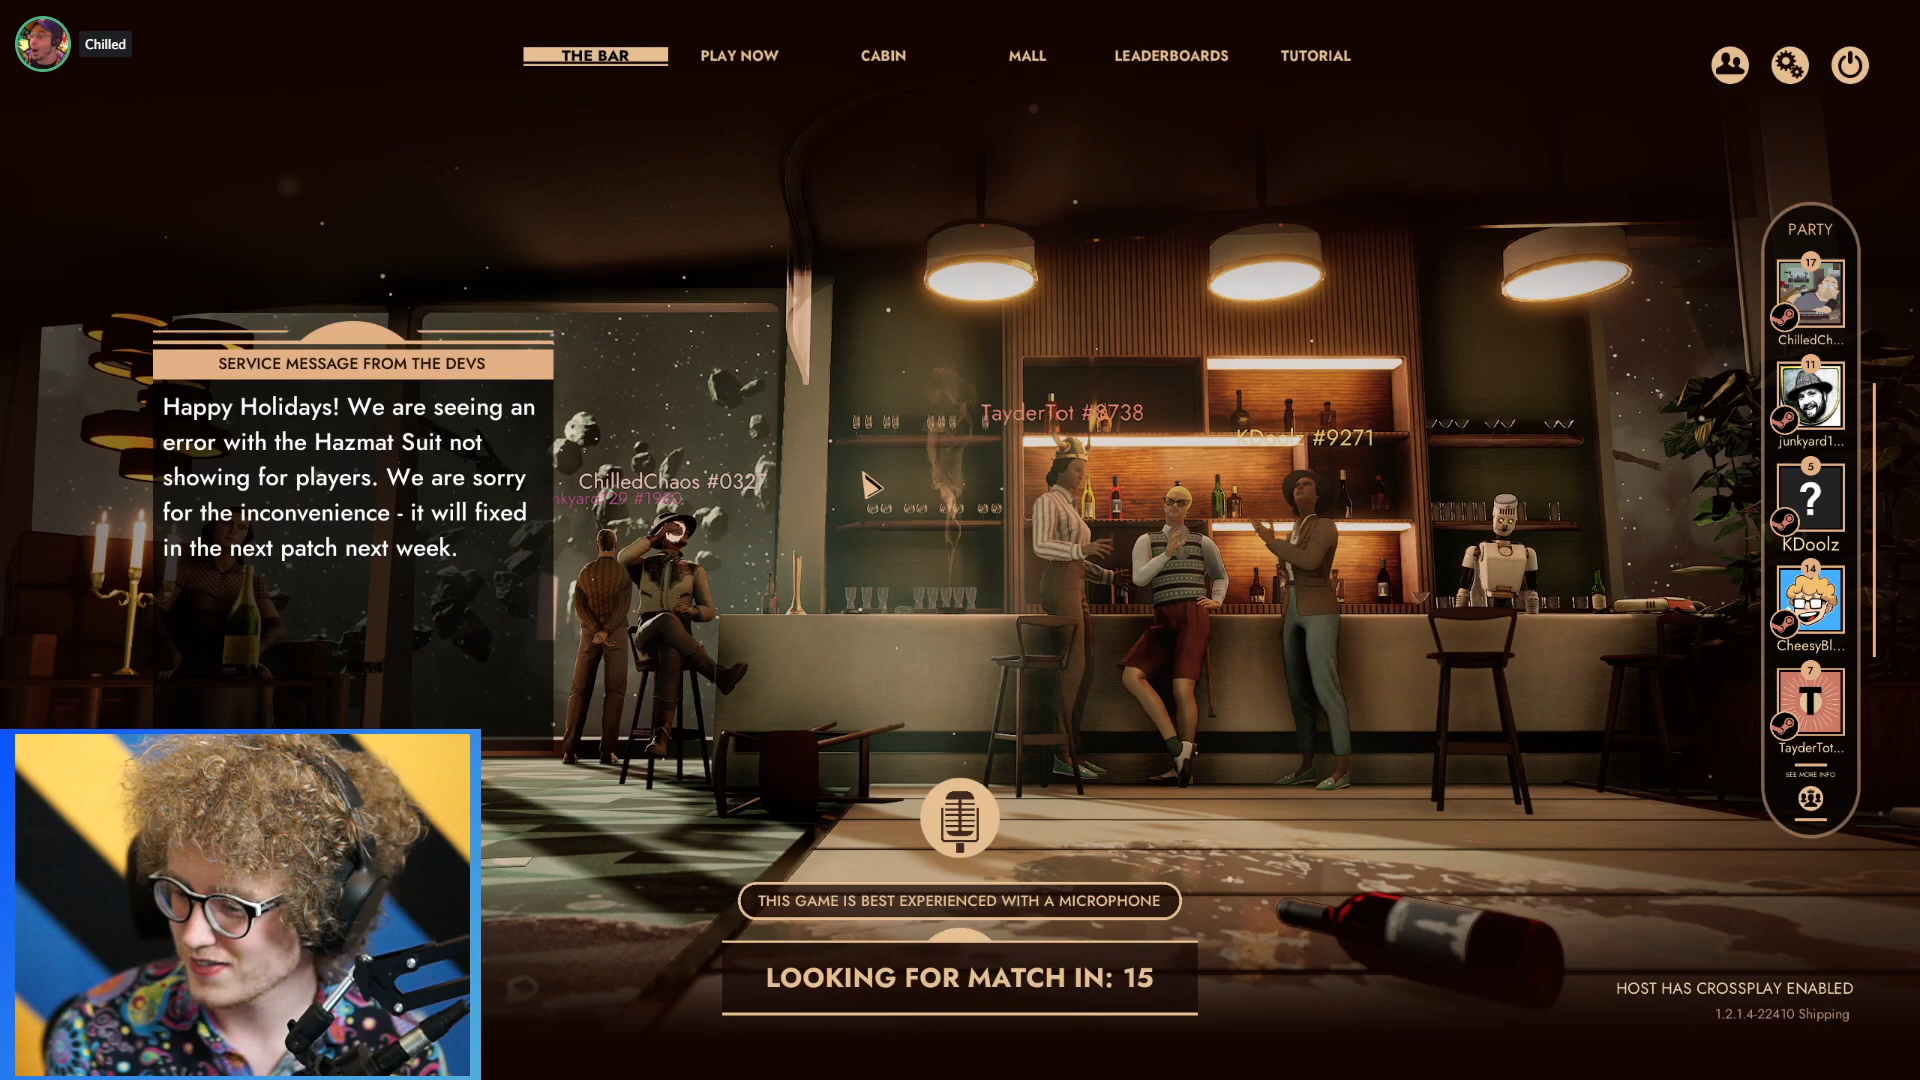 Chilled
THE BAR
PLAY NOW
CABIN
MALL
LEADERBOARDS
TUTORIAL
PARTY
17
ChilledCh...
11
junkyard1...
5
?
KDoolz
14
CheesyBl...
7
T
TayderTot...
SEE MORE INFO
SERVICE MESSAGE FROM THE DEVS
Happy Holidays! We are seeing an
error with the Hazmat Suit not
showing for players. We are sorry
for the inconvenience - it will fixed
in the next patch next week.
TayderTot #8738
KDoolz #9271
ChilledChaos #0327
THIS GAME IS BEST EXPERIENCED WITH A MICROPHONE
LOOKING FOR MATCH IN: 15
HOST HAS CROSSPLAY ENABLED
1.2.1.4-22410 Shipping